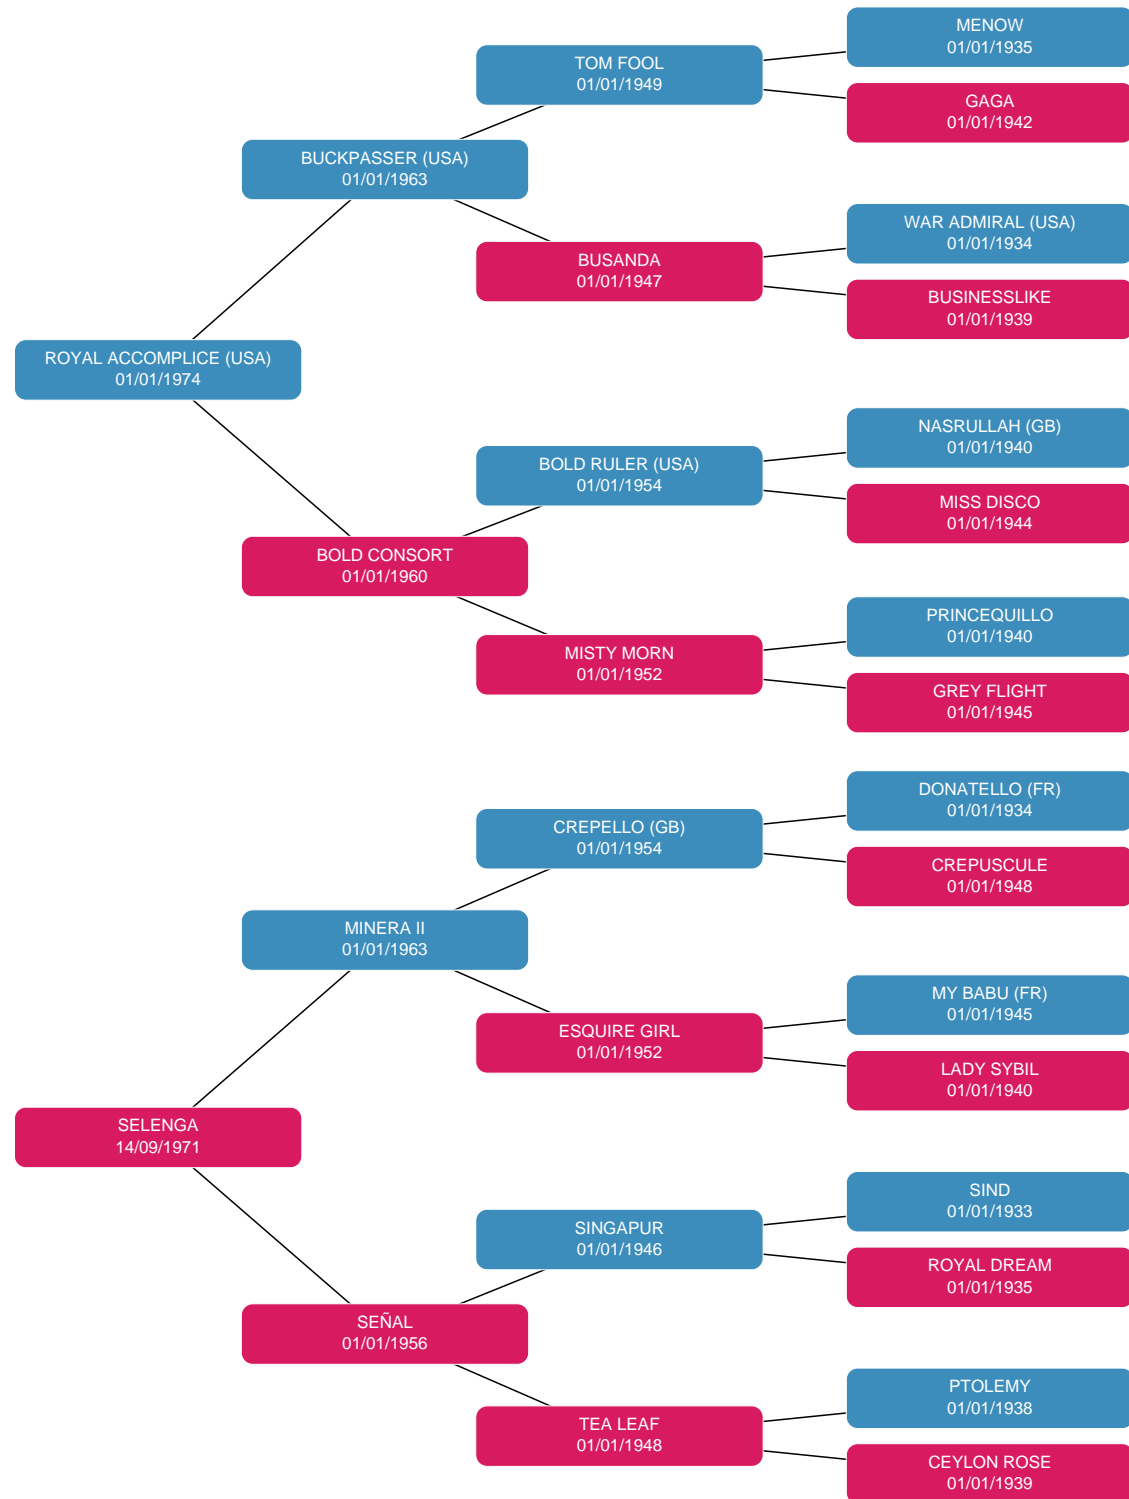 MENOW
01/01/1935
TOM FOOL
01/01/1949
GAGA
01/01/1942
BUCKPASSER (USA)
01/01/1963
WAR ADMIRAL (USA)
01/01/1934
BUSANDA
01/01/1947
BUSINESSLIKE
01/01/1939
ROYAL ACCOMPLICE (USA)
01/01/1974
NASRULLAH (GB)
01/01/1940
BOLD RULER (USA)
01/01/1954
MISS DISCO
01/01/1944
BOLD CONSORT
01/01/1960
PRINCEQUILLO
01/01/1940
MISTY MORN
01/01/1952
GREY FLIGHT
01/01/1945
DONATELLO (FR)
01/01/1934
CREPELLO (GB)
01/01/1954
CREPUSCULE
01/01/1948
MINERA II
01/01/1963
MY BABU (FR)
01/01/1945
ESQUIRE GIRL
01/01/1952
LADY SYBIL
01/01/1940
SELENGA
14/09/1971
SIND
01/01/1933
SINGAPUR
01/01/1946
ROYAL DREAM
01/01/1935
SEÑAL
01/01/1956
PTOLEMY
01/01/1938
TEA LEAF
01/01/1948
CEYLON ROSE
01/01/1939